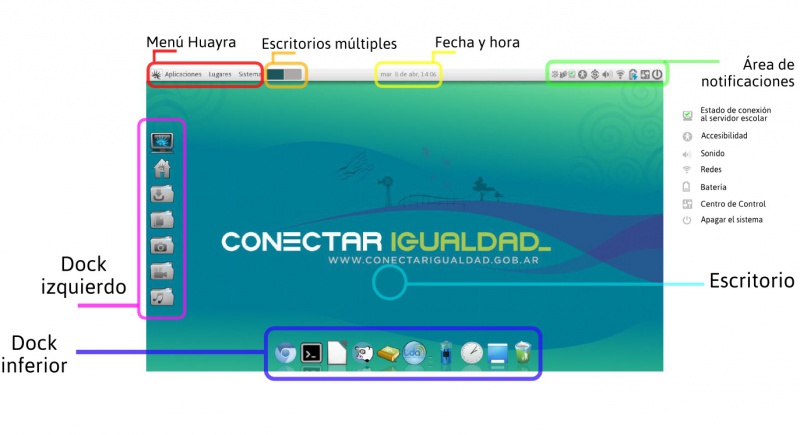 Menú Huayra
Escritorios múltiples
Fecha y hora
Área de
notificaciones
Aplicaciones Lugares Sistema
mar 8 de abr, 14:06
Estado de conexión
al servidor escolar
Accesibilidad
Sonido
Redes
Batería
Centro de Control
Apagar el sistema
CONECTAR IGUALDAD_
WWW.CONECTARIGUALDAD.GOB.AR
Dock
izquierdo
Escritorio
Dock
inferior